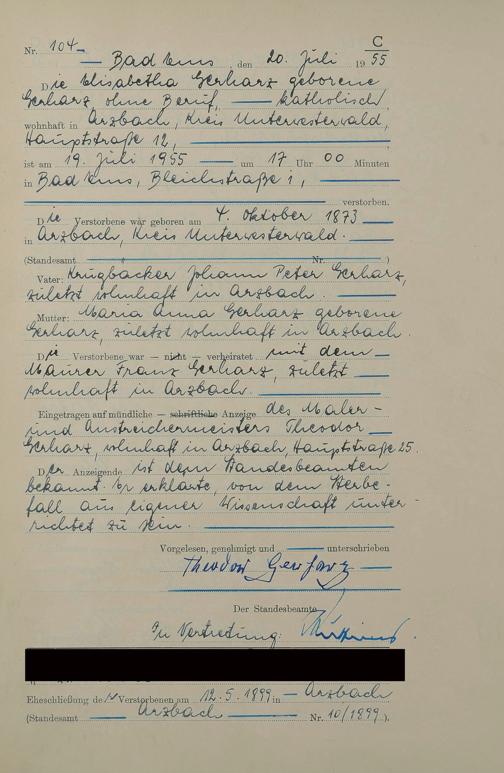 C
Nr. 104
Bad Ems, den 20. Juli 1955
Die Elisabetha Gerharz geborene
Gerharz, ohne Beruf, katholisch
wohnhaft in Arzbach, Kreis Unterwesterwald,
Hauptstraße 12,
ist am 19. Juli 1955 um 17 Uhr 00 Minuten
in Bad Ems, Bleichstraße 1,
verstorben.
Die Verstorbene war geboren am 4. Oktober 1873
in Arzbach, Kreis Unterwesterwald.
(Standesamt Nr. )
Vater: Krugbäcker Johann Peter Gerharz,
zuletzt wohnhaft in Arzbach.
Mutter: Maria Anna Gerharz geborene
Gerharz, zuletzt wohnhaft in Arzbach.
Die Verstorbene war — nicht — verheiratet mit dem
Maurer Franz Gerharz, zuletzt
wohnhaft in Arzbach.
Eingetragen auf mündliche — schriftliche Anzeige des Maler-
und Anstreichermeisters Theodor
Gerharz, wohnhaft in Arzbach, Hauptstraße 25.
Der Anzeigende ist dem Standesbeamten
bekannt. Er erklärte, von dem Sterbe-
fall aus eigener Wissenschaft unter-
richtet zu sein.
Vorgelesen, genehmigt und unterschrieben
Theodor Gerharz
Der Standesbeamte
In Vertretung:
Eheschließung der Verstorbenen am 12.5.1899 in Arzbach
(Standesamt Arzbach Nr. 10/1899).